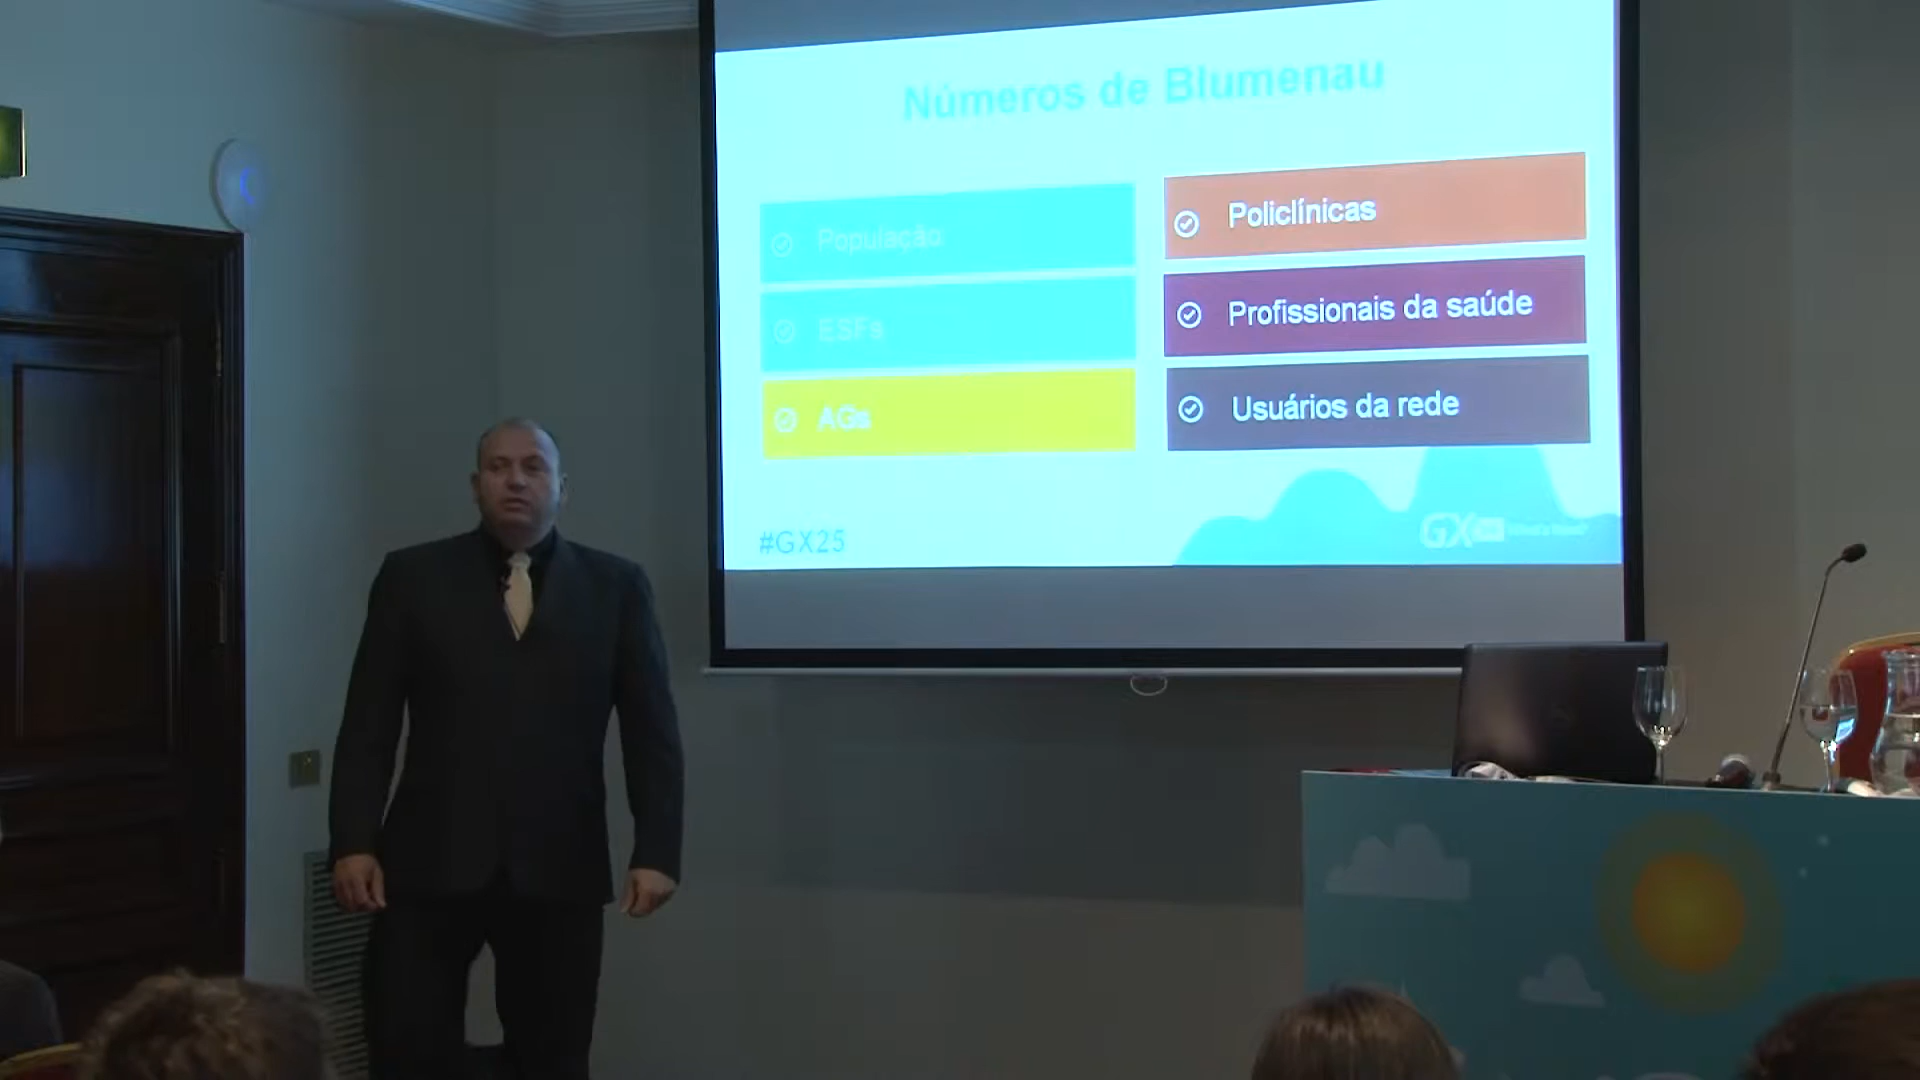 Números de Blumenau
População
ESFs
AGs
Policlínicas
Profissionais da saúde
Usuários da rede
#GX25
GX